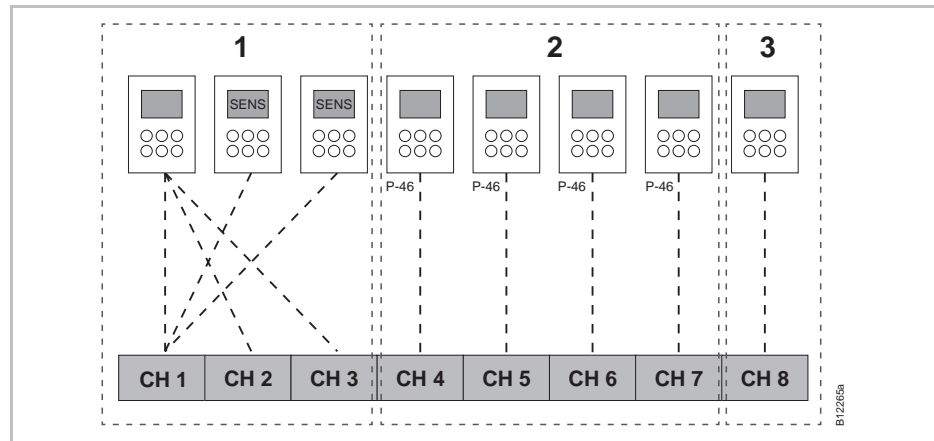 1 2 3
SENS SENS
P-46 P-46 P-46 P-46
CH 1 CH 2 CH 3 CH 4 CH 5 CH 6 CH 7 CH 8
B12265a